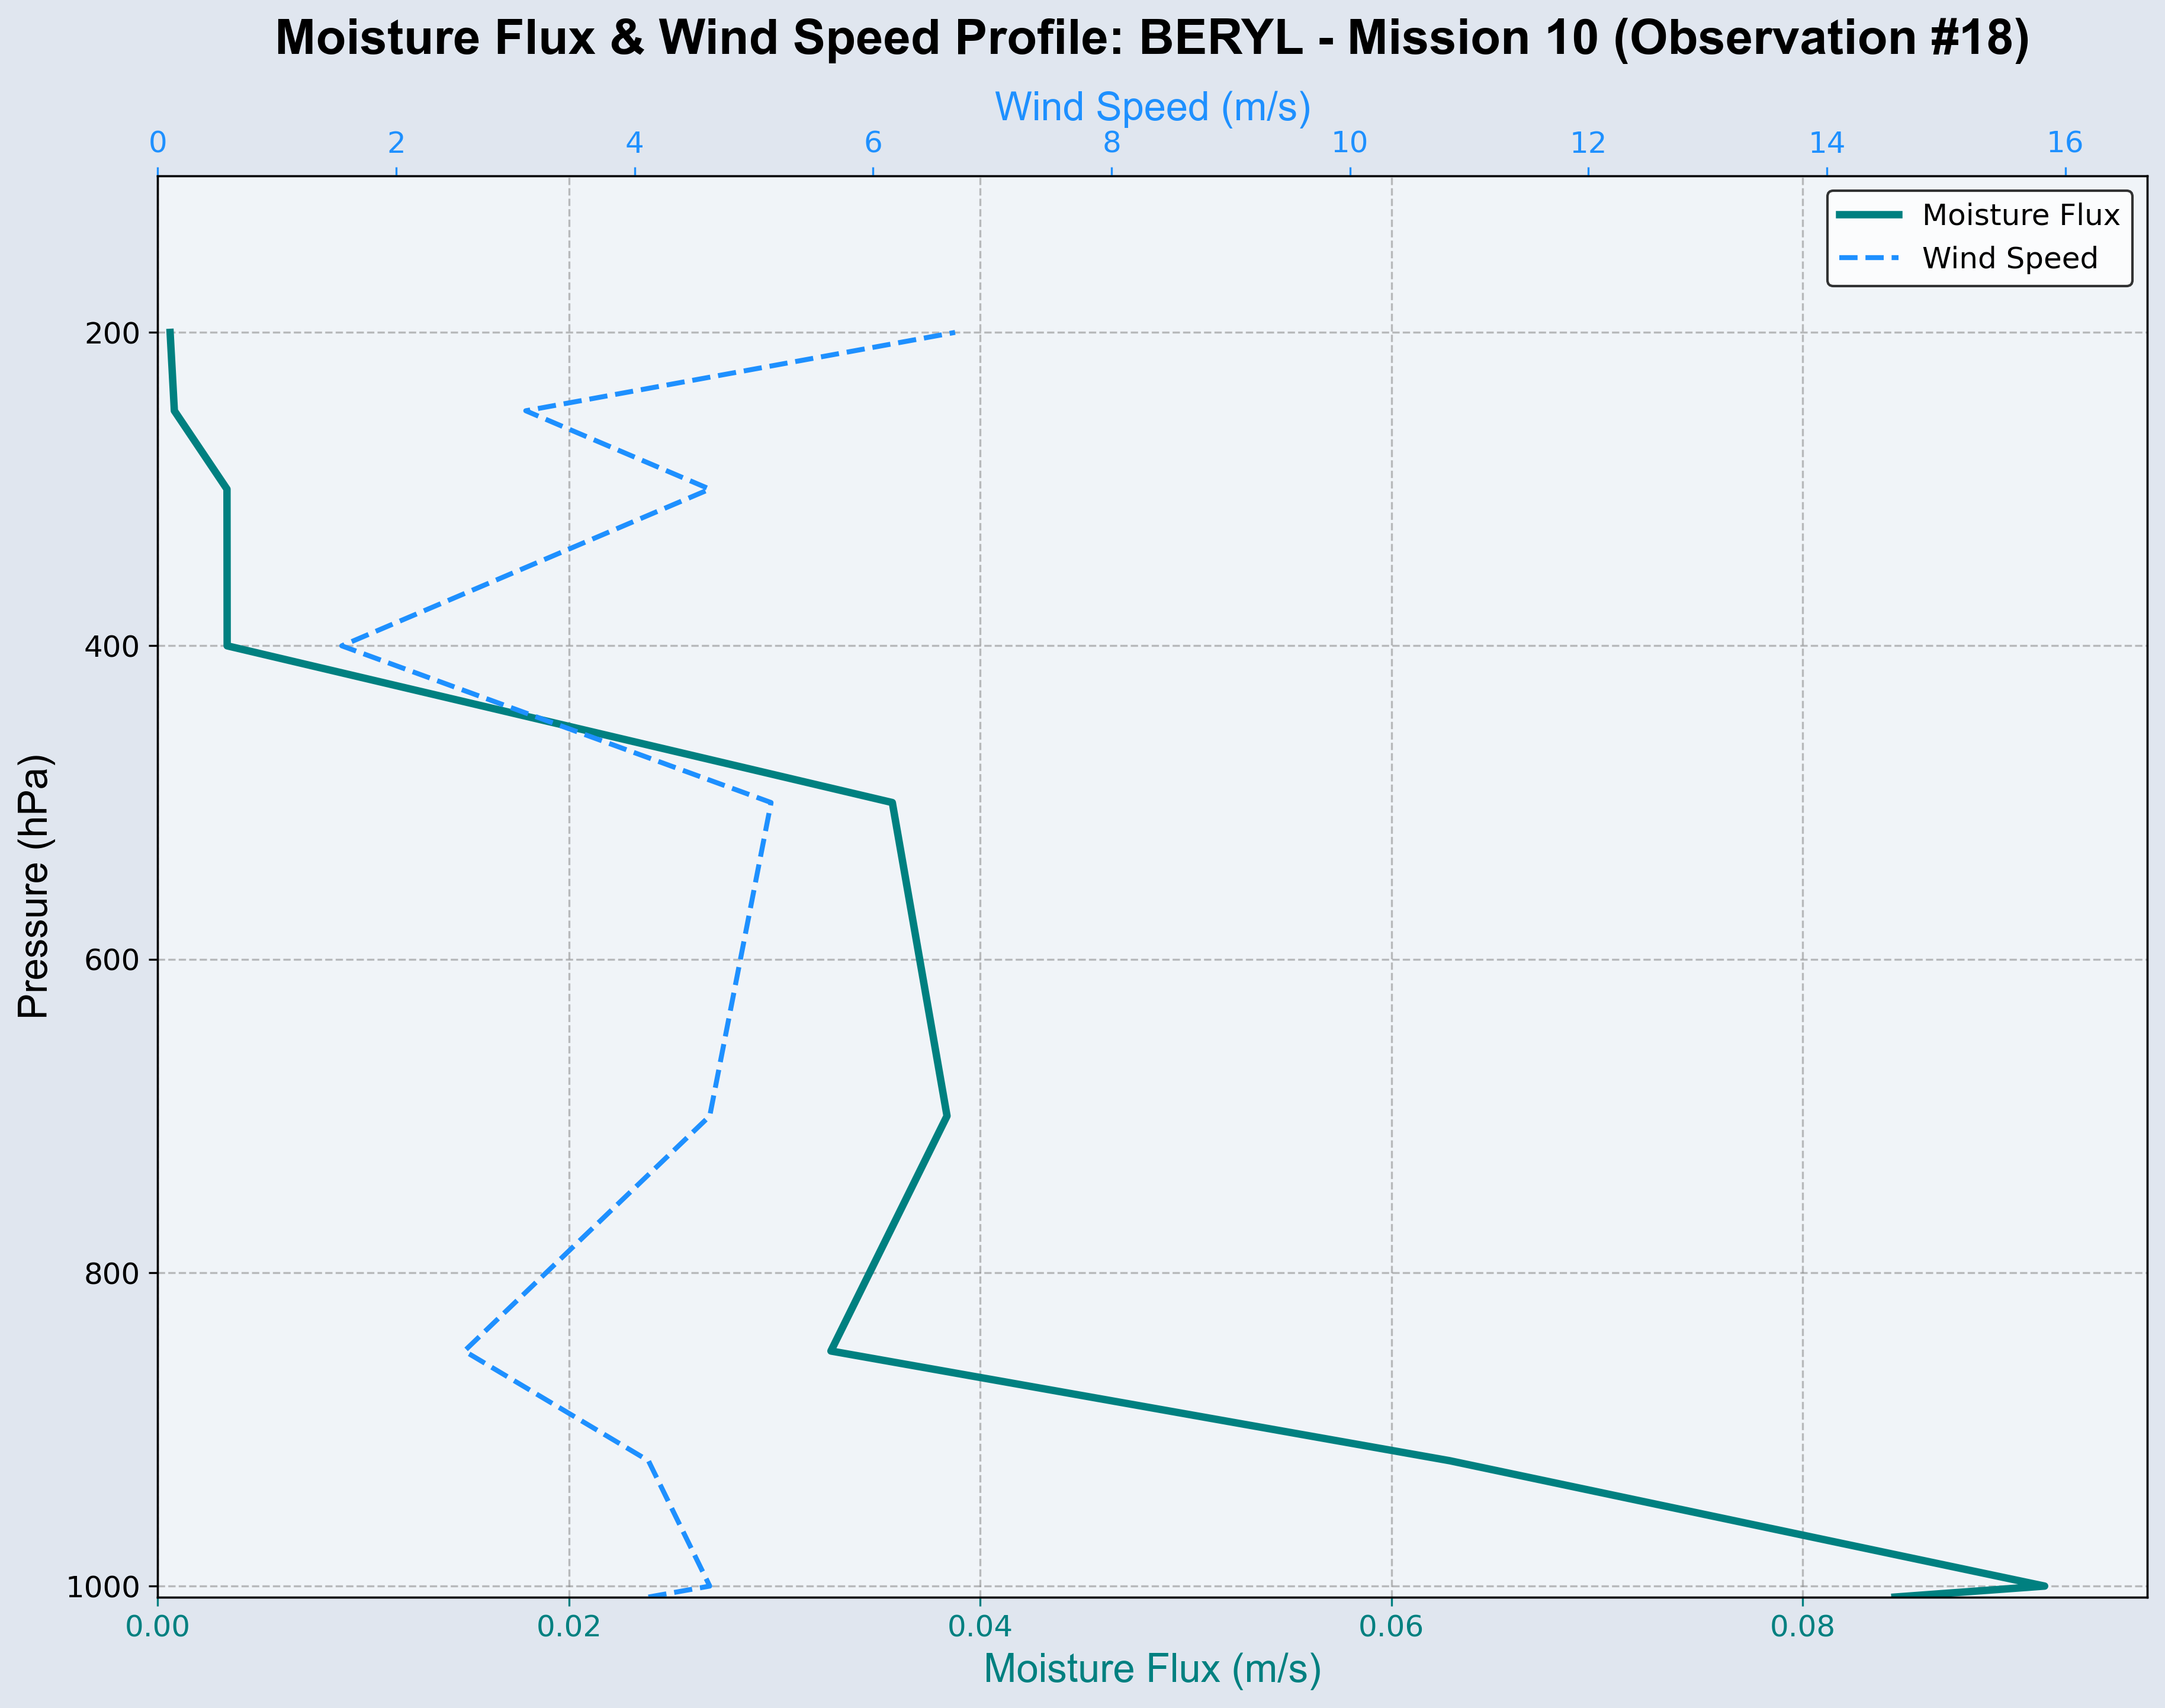 Moisture Flux & Wind Speed Profile: BERYL - Mission 10 (Observation #18)
Wind Speed (m/s)
0 2 4 6 8 10 12 14 16
Moisture Flux
Wind Speed
200
400
600
800
1000
Pressure (hPa)
0.00 0.02 0.04 0.06 0.08
Moisture Flux (m/s)